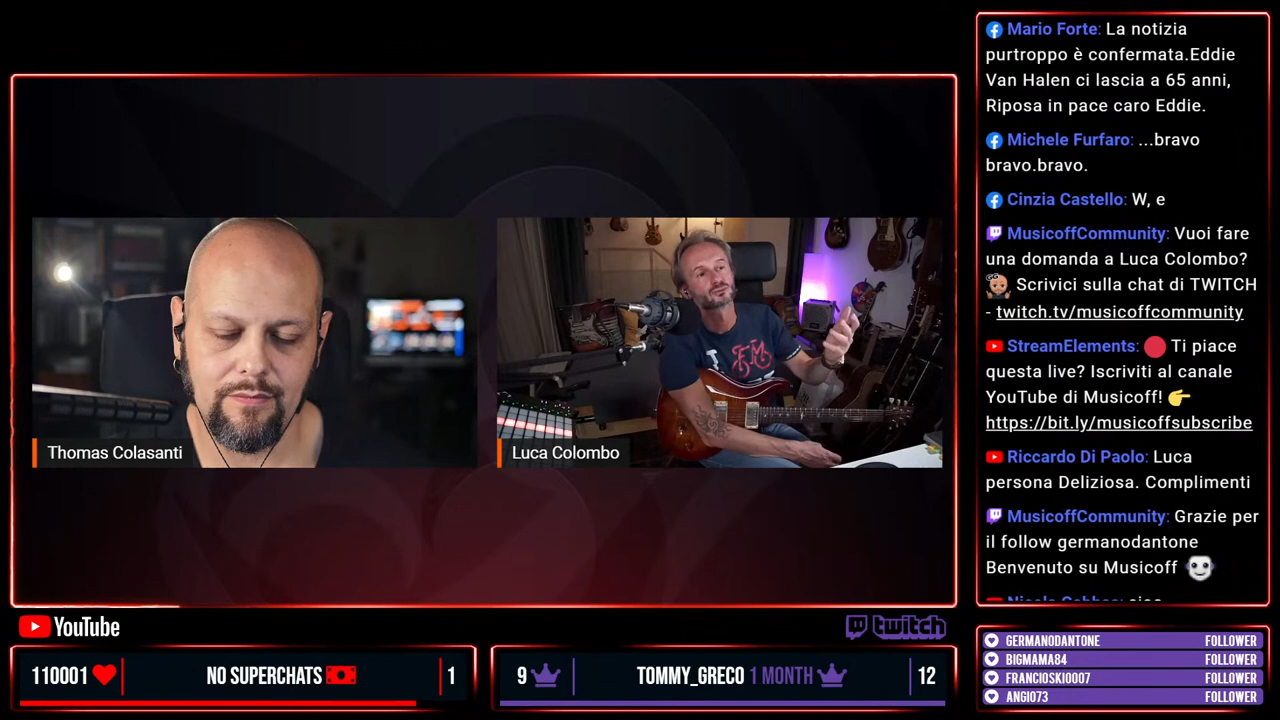 Mario Forte: La notizia
purtroppo è confermata.Eddie
Van Halen ci lascia a 65 anni,
Riposa in pace caro Eddie.
Michele Furfaro: ...bravo
bravo.bravo.
Cinzia Castello: W, e
MusicoffCommunity: Vuoi fare
una domanda a Luca Colombo?
Scrivici sulla chat di TWITCH
- twitch.tv/musicoffcommunity
StreamElements: Ti piace
questa live? Iscriviti al canale
YouTube di Musicoff!
https://bit.ly/musicoffsubscribe
Riccardo Di Paolo: Luca
persona Deliziosa. Complimenti
MusicoffCommunity: Grazie per
il follow germanodantone
Benvenuto su Musicoff
Thomas Colasanti
Luca Colombo
YouTube
twitch
110001
NO SUPERCHATS
1
9
TOMMY_GRECO 1 MONTH
12
GERMANODANTONE FOLLOWER
BIGMAMA84 FOLLOWER
FRANCIOSKI0007 FOLLOWER
ANGIO73 FOLLOWER